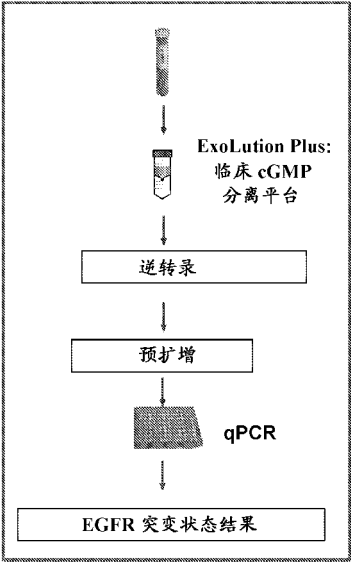 ExoLution Plus:
临床 cGMP
分离平台
逆转录
预扩增
qPCR
EGFR 突变状态结果